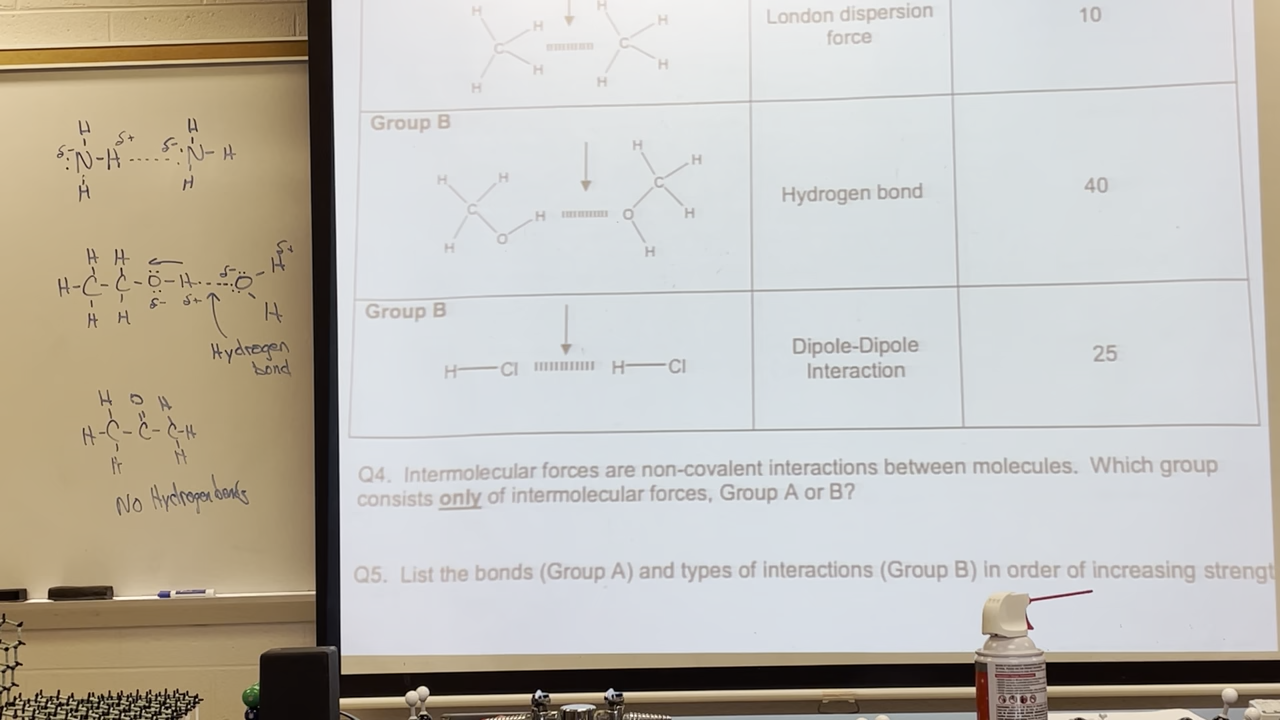 H H
δ- :N-H δ+ ----- δ- :N-H
H H
H H
H-C-C-Ö-H----:Ö-H δ+
δ- δ+ δ-
H H H
Hydrogen
bond
H O H
H-C-C-C-H
H H
No Hydrogen bonds
H H
C H C H
H H
H H
London dispersion
force
10
Group B
H C H O H
H
H C H O H
H
Hydrogen bond
40
Group B
H—Cl H—Cl
Dipole-Dipole
Interaction
25
Q4. Intermolecular forces are non-covalent interactions between molecules. Which group
consists only of intermolecular forces, Group A or B?
Q5. List the bonds (Group A) and types of interactions (Group B) in order of increasing strengt